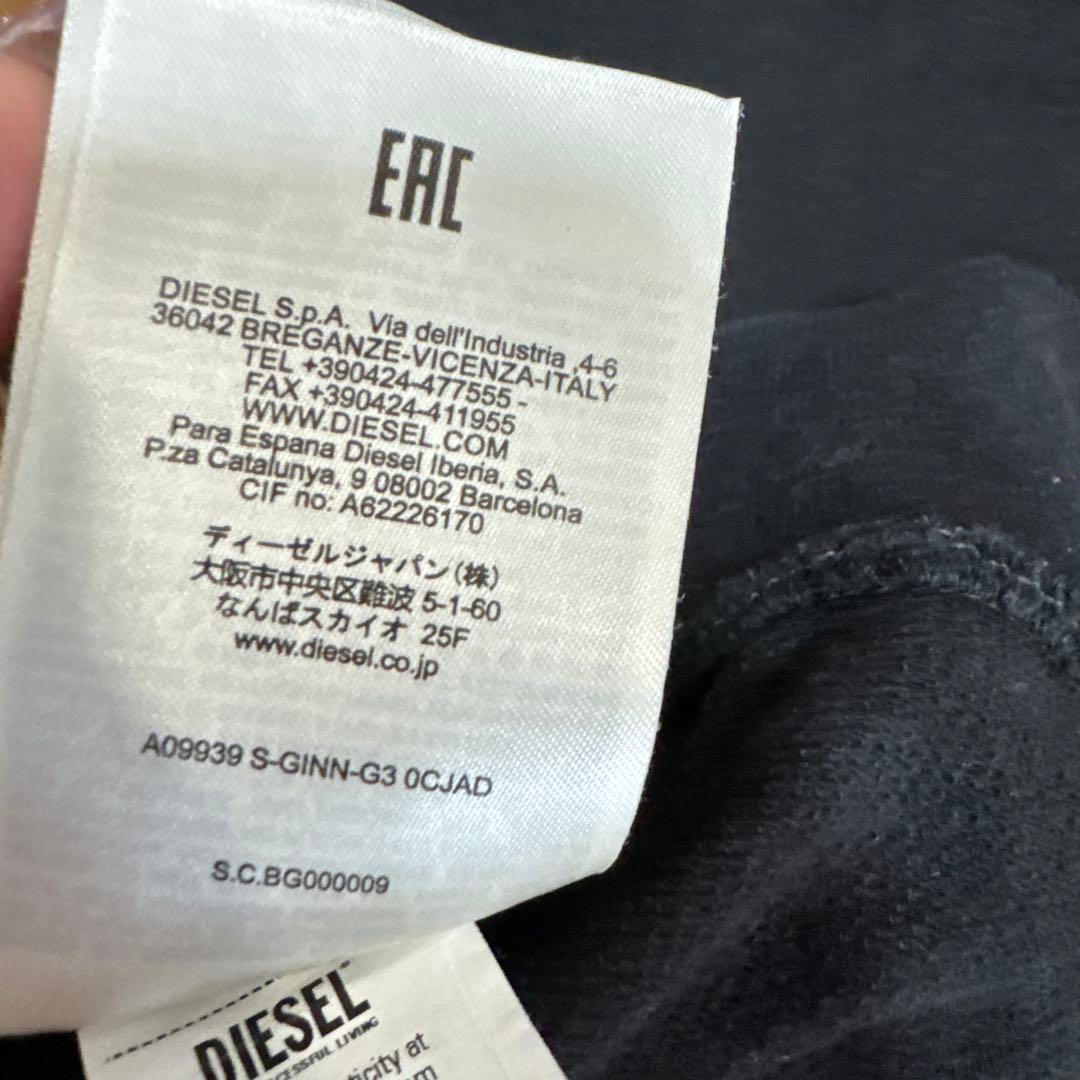 EAC
DIESEL S.p.A. Via dell'Industria ,4-6
36042 BREGANZE-VICENZA-ITALY
TEL +390424-477555 -
FAX +390424-411955
WWW.DIESEL.COM
Para Espana Diesel Iberia, S.A.
P.za Catalunya, 9 08002 Barcelona
CIF no: A62226170
ディーゼルジャパン(株)
大阪市中央区難波 5-1-60
なんばスカイオ 25F
www.diesel.co.jp
A09939 S-GINN-G3 0CJAD
S.C.BG000009
DIESEL
LIVING
at